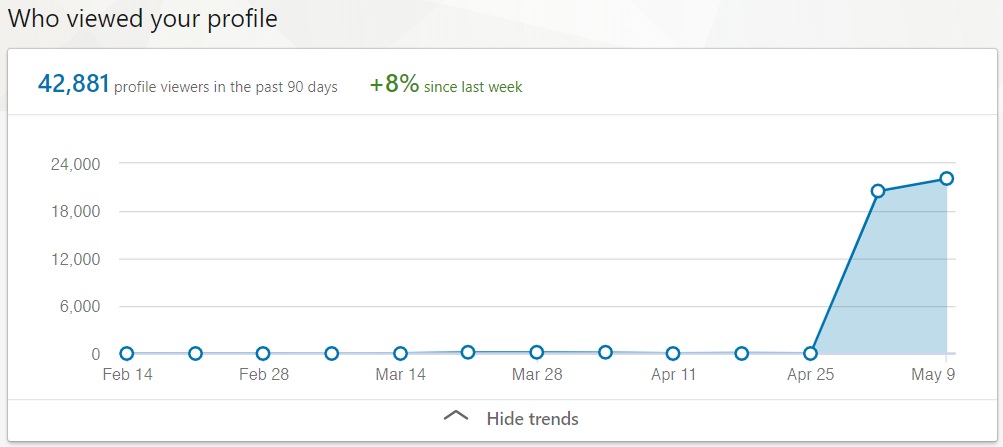 Who viewed your profile
42,881 profile viewers in the past 90 days +8% since last week
24,000
18,000
12,000
6,000
0
Feb 14 Feb 28 Mar 14 Mar 28 Apr 11 Apr 25 May 9
Hide trends